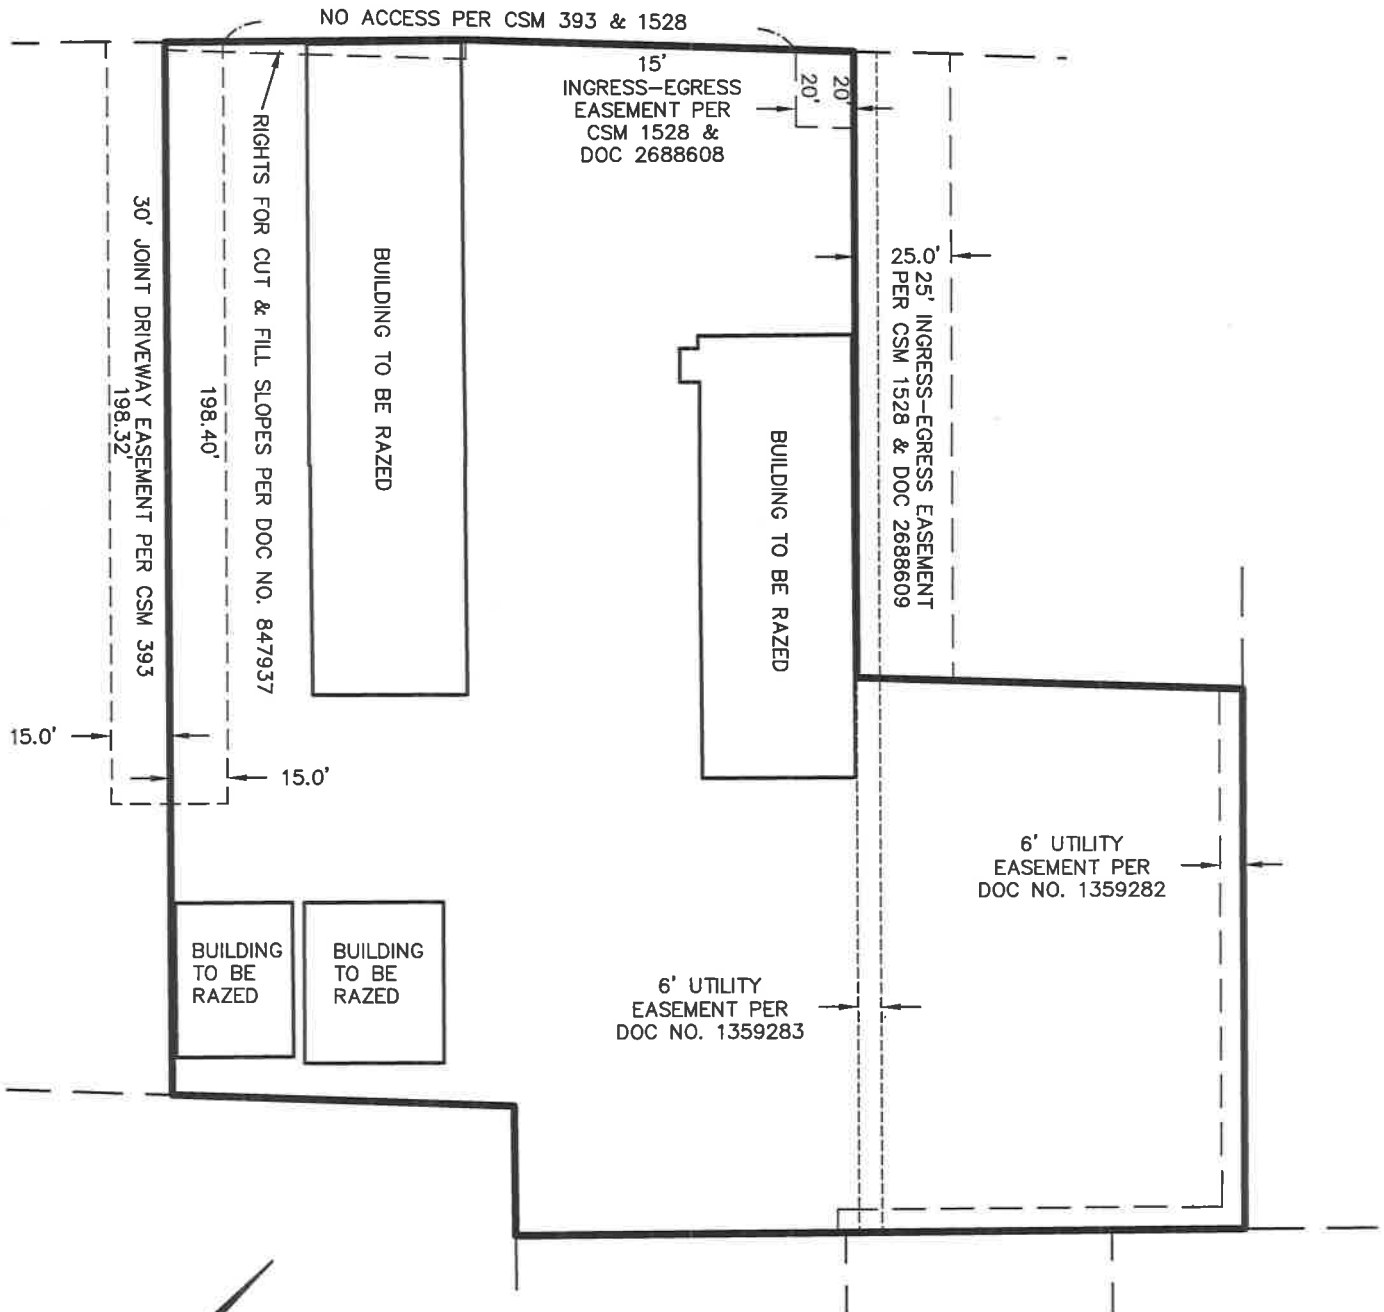 NO ACCESS PER CSM 393 & 1528
15'
INGRESS-EGRESS
EASEMENT PER
CSM 1528 &
DOC 2688608
20'
20'
RIGHTS FOR CUT & FILL SLOPES PER DOC NO. 847937
30' JOINT DRIVEWAY EASEMENT PER CSM 393
198.32'
198.40'
BUILDING TO BE RAZED
25.0'
25' INGRESS-EGRESS EASEMENT
PER CSM 1528 & DOC 2688609
BUILDING TO BE RAZED
15.0'
15.0'
6' UTILITY
EASEMENT PER
DOC NO. 1359282
BUILDING
TO BE
RAZED
BUILDING
TO BE
RAZED
6' UTILITY
EASEMENT PER
DOC NO. 1359283